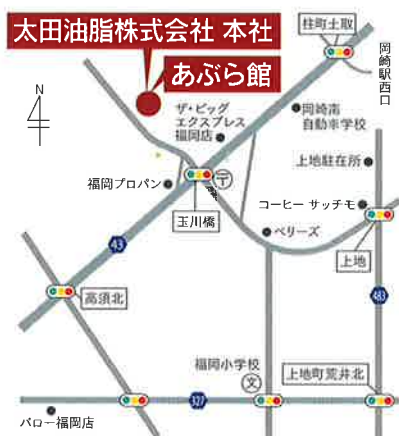 太田油脂株式会社 本社
あぶら館
柱町土取
岡崎駅西口
N
ザ・ビッグ
エクスプレス
福岡店
岡崎南
自動車学校
上地駐在所
福岡プロパン
〒
コーヒー サッチモ
玉川橋
ベリーズ
上地
43
483
高須北
福岡小学校
文
上地町荒井北
327
バロー福岡店